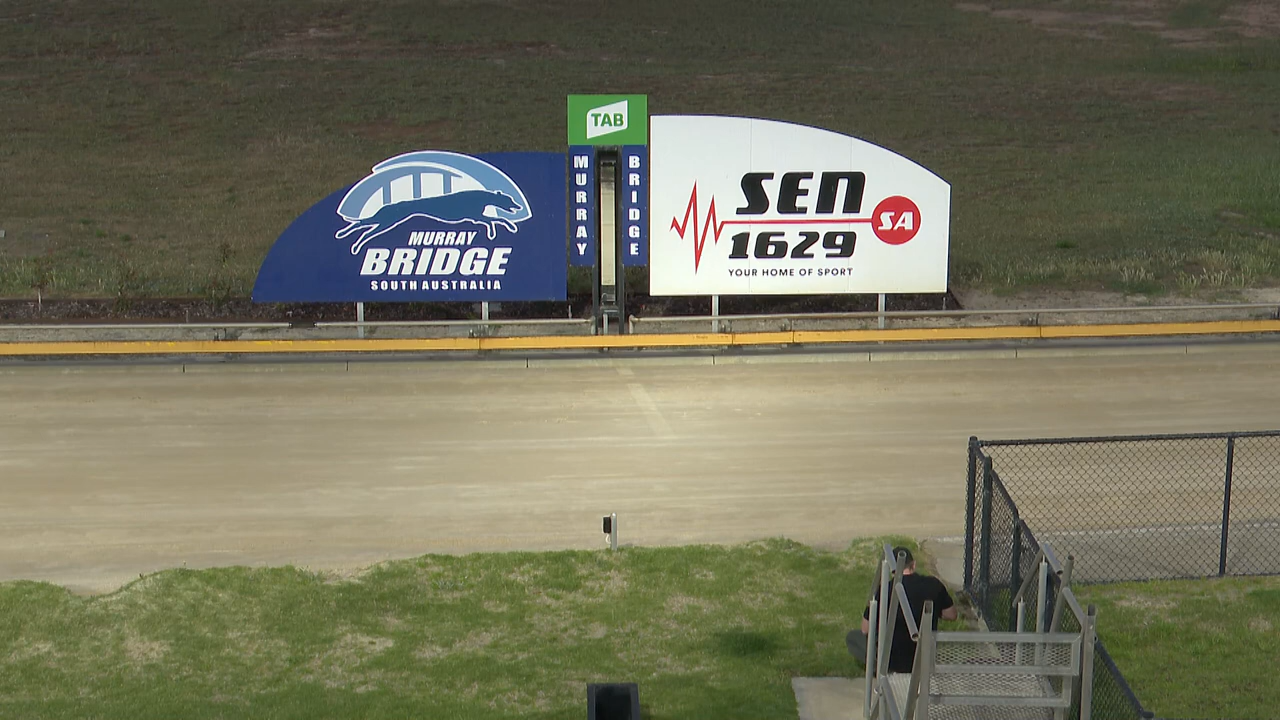 TAB
MURRAY
BRIDGE
MURRAY
BRIDGE
SOUTH AUSTRALIA
SEN
SA
1629
YOUR HOME OF SPORT